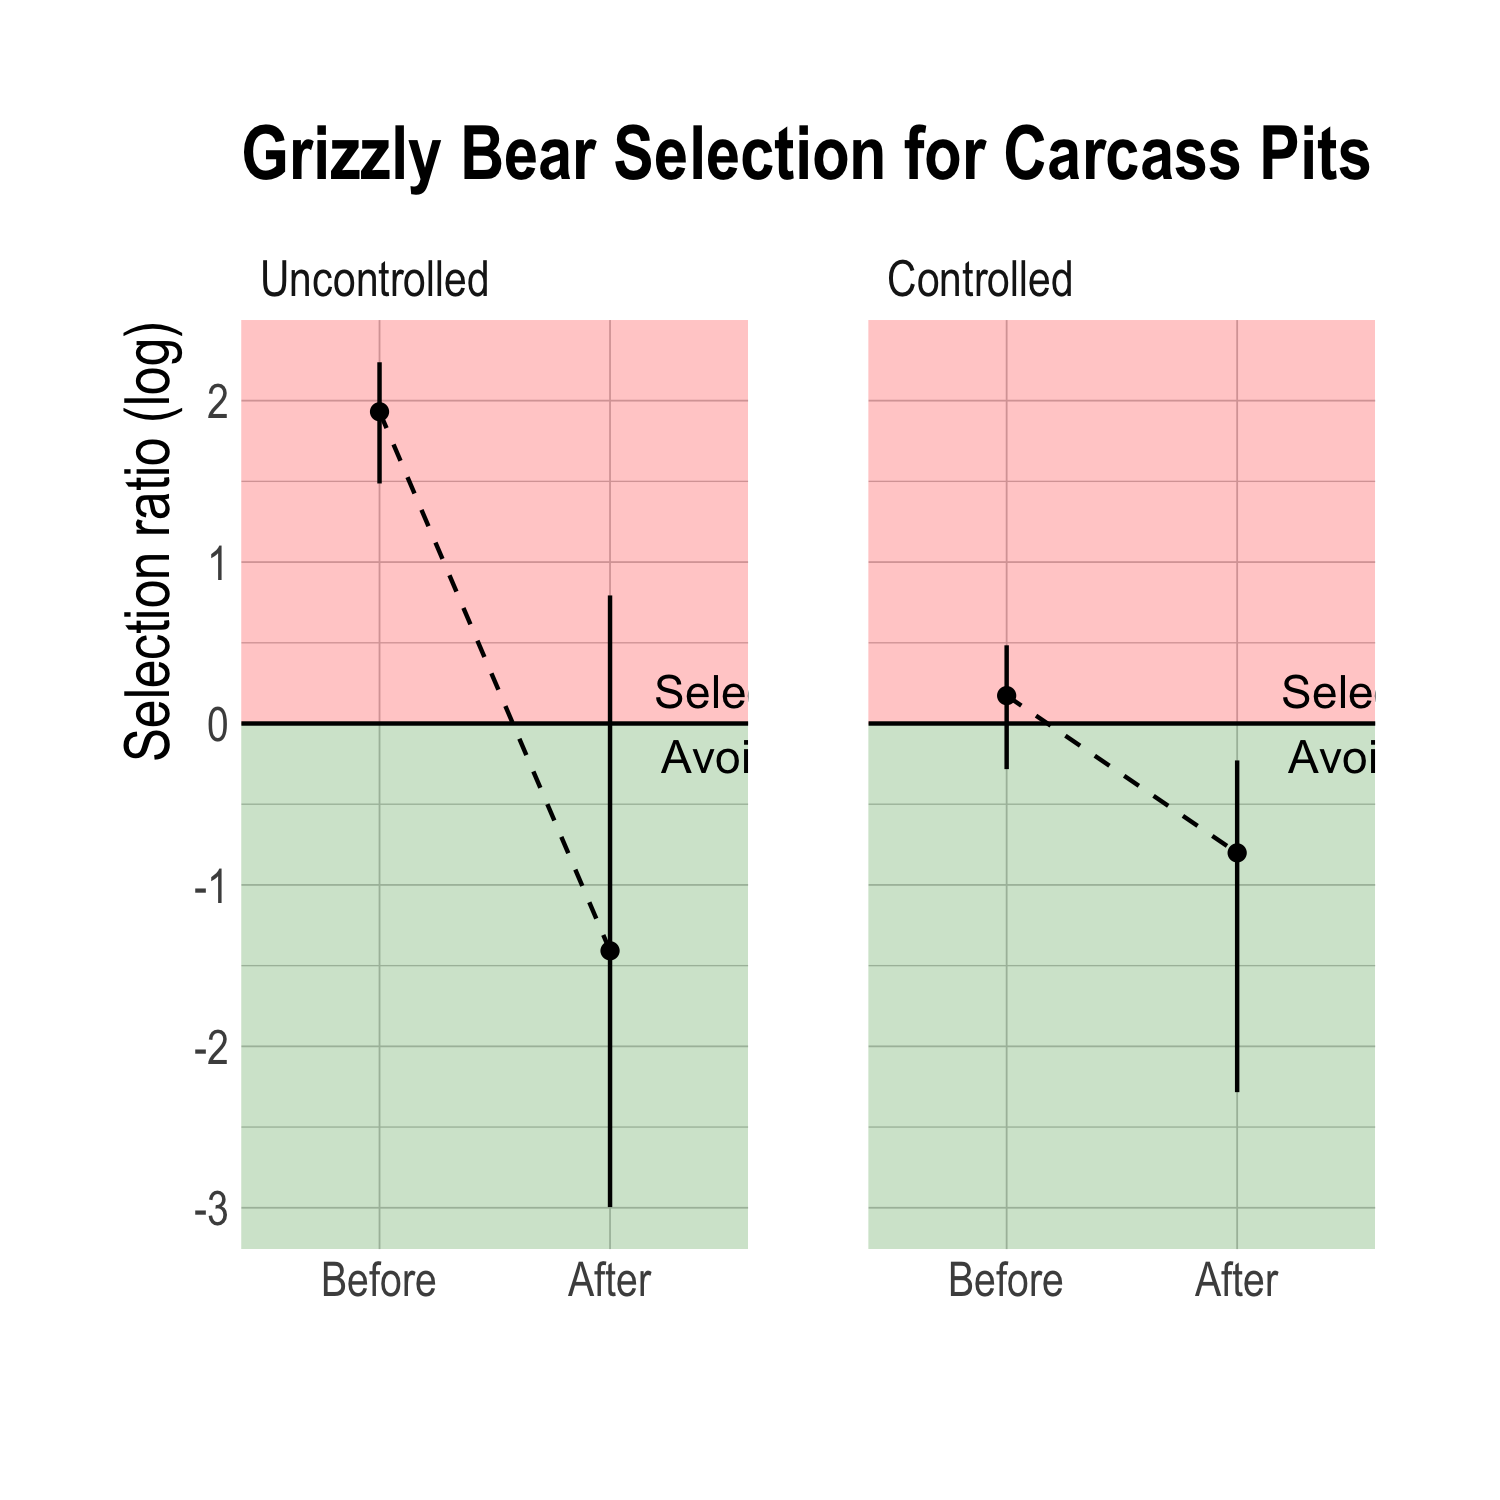 Grizzly Bear Selection for Carcass Pits
Uncontrolled
Controlled
Selection ratio (log)
2
1
0
-1
-2
-3
Selec
Avoi
Selec
Avoi
Before
After
Before
After